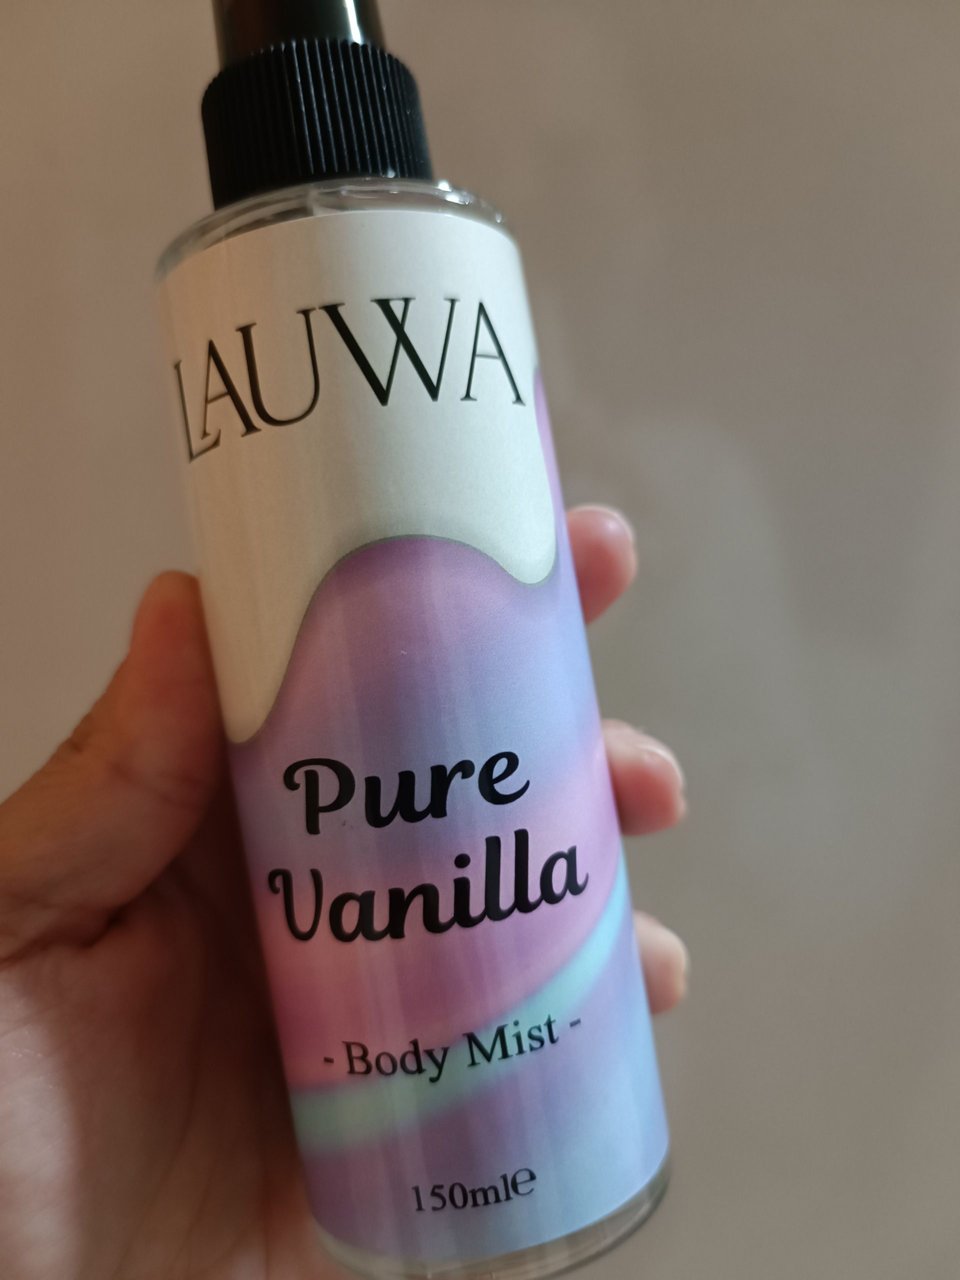 LAUWA
Pure
Vanilla
- Body Mist -
150ml℮